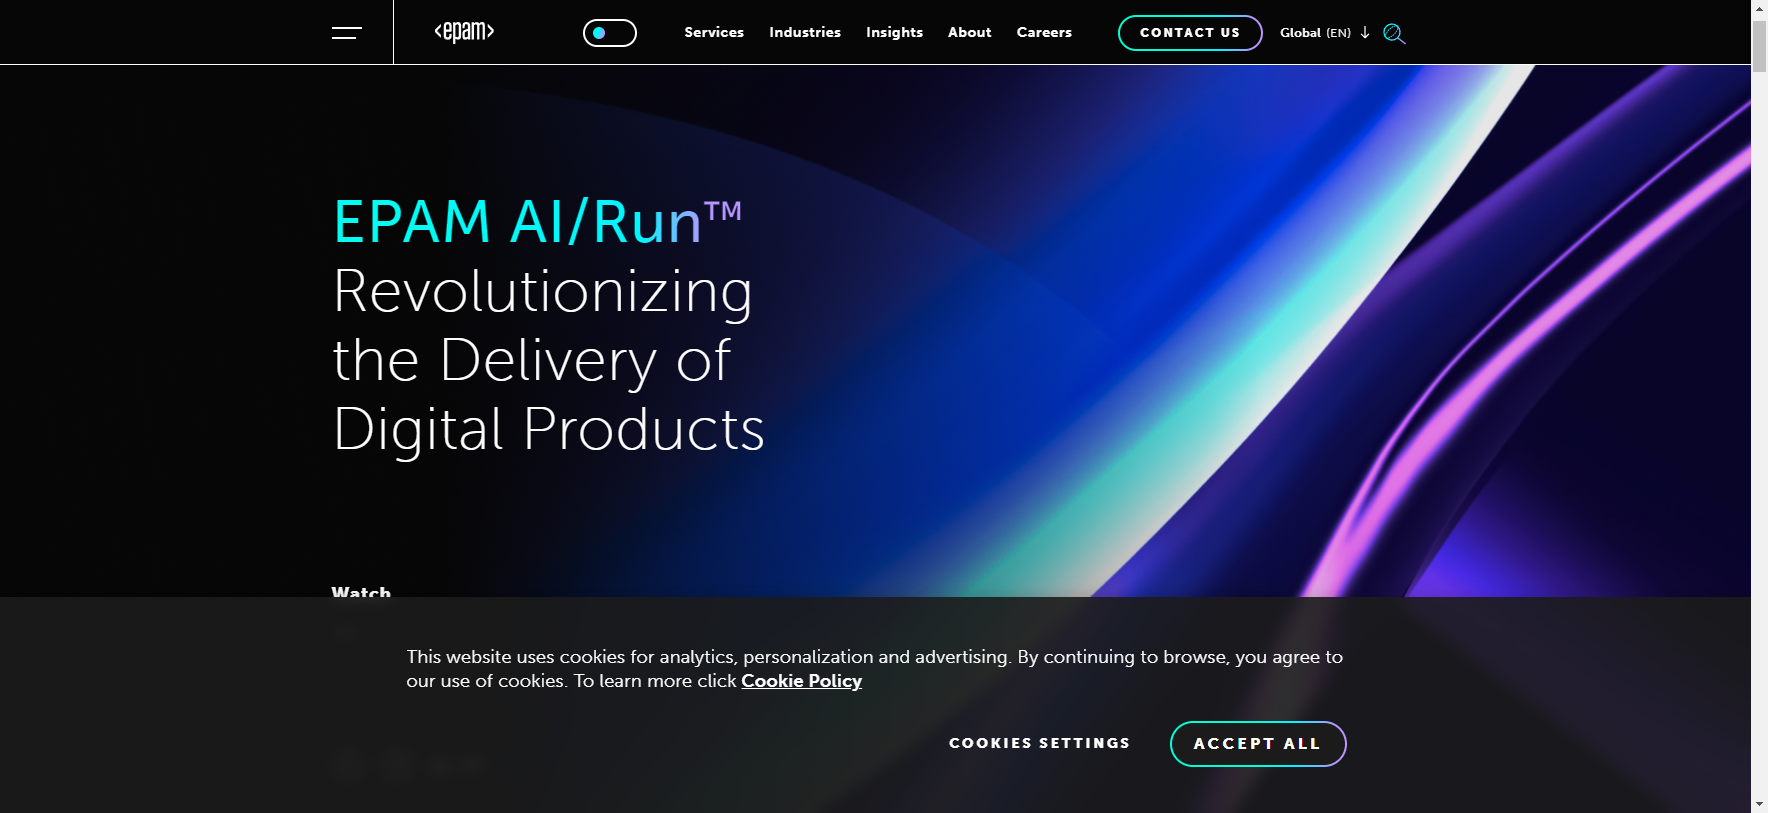 <epam>
Services Industries Insights About Careers CONTACT US Global (EN)
EPAM AI/Run™
Revolutionizing
the Delivery of
Digital Products
Watch
This website uses cookies for analytics, personalization and advertising. By continuing to browse, you agree to
our use of cookies. To learn more click Cookie Policy
COOKIES SETTINGS ACCEPT ALL